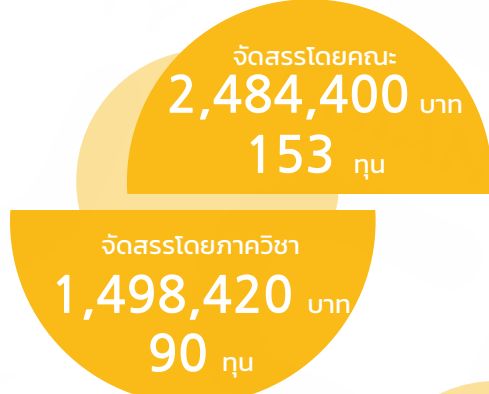 จัดสรรโดยคณะ
2,484,400 บาท
153 ทุน
จัดสรรโดยภาควิชา
1,498,420 บาท
90 ทุน